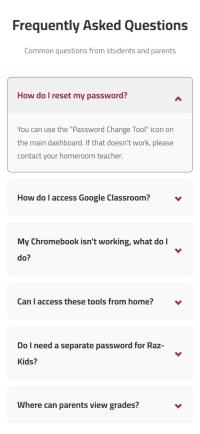 Frequently Asked Questions
Common questions from students and parents
How do I reset my password?
You can use the "Password Change Tool" icon on
the main dashboard. If that doesn't work, please
contact your homeroom teacher.
How do I access Google Classroom?
My Chromebook isn't working, what do I
do?
Can I access these tools from home?
Do I need a separate password for Raz-
Kids?
Where can parents view grades?